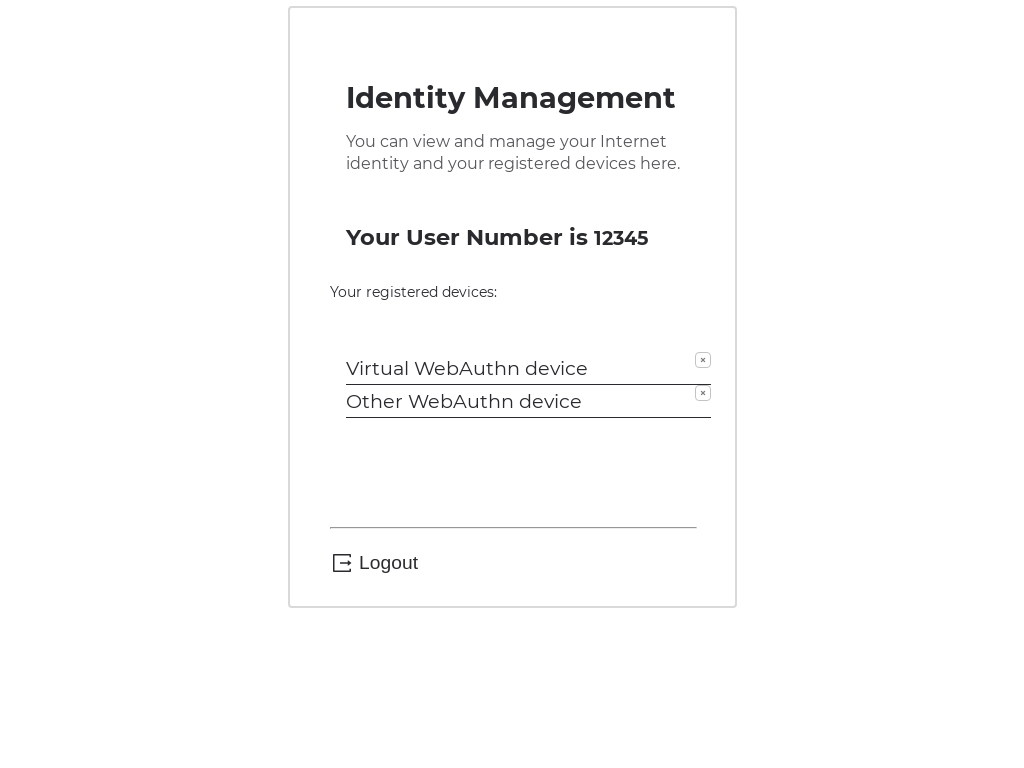 Identity Management
You can view and manage your Internet
identity and your registered devices here.
Your User Number is 12345
Your registered devices:
Virtual WebAuthn device
Other WebAuthn device
Logout